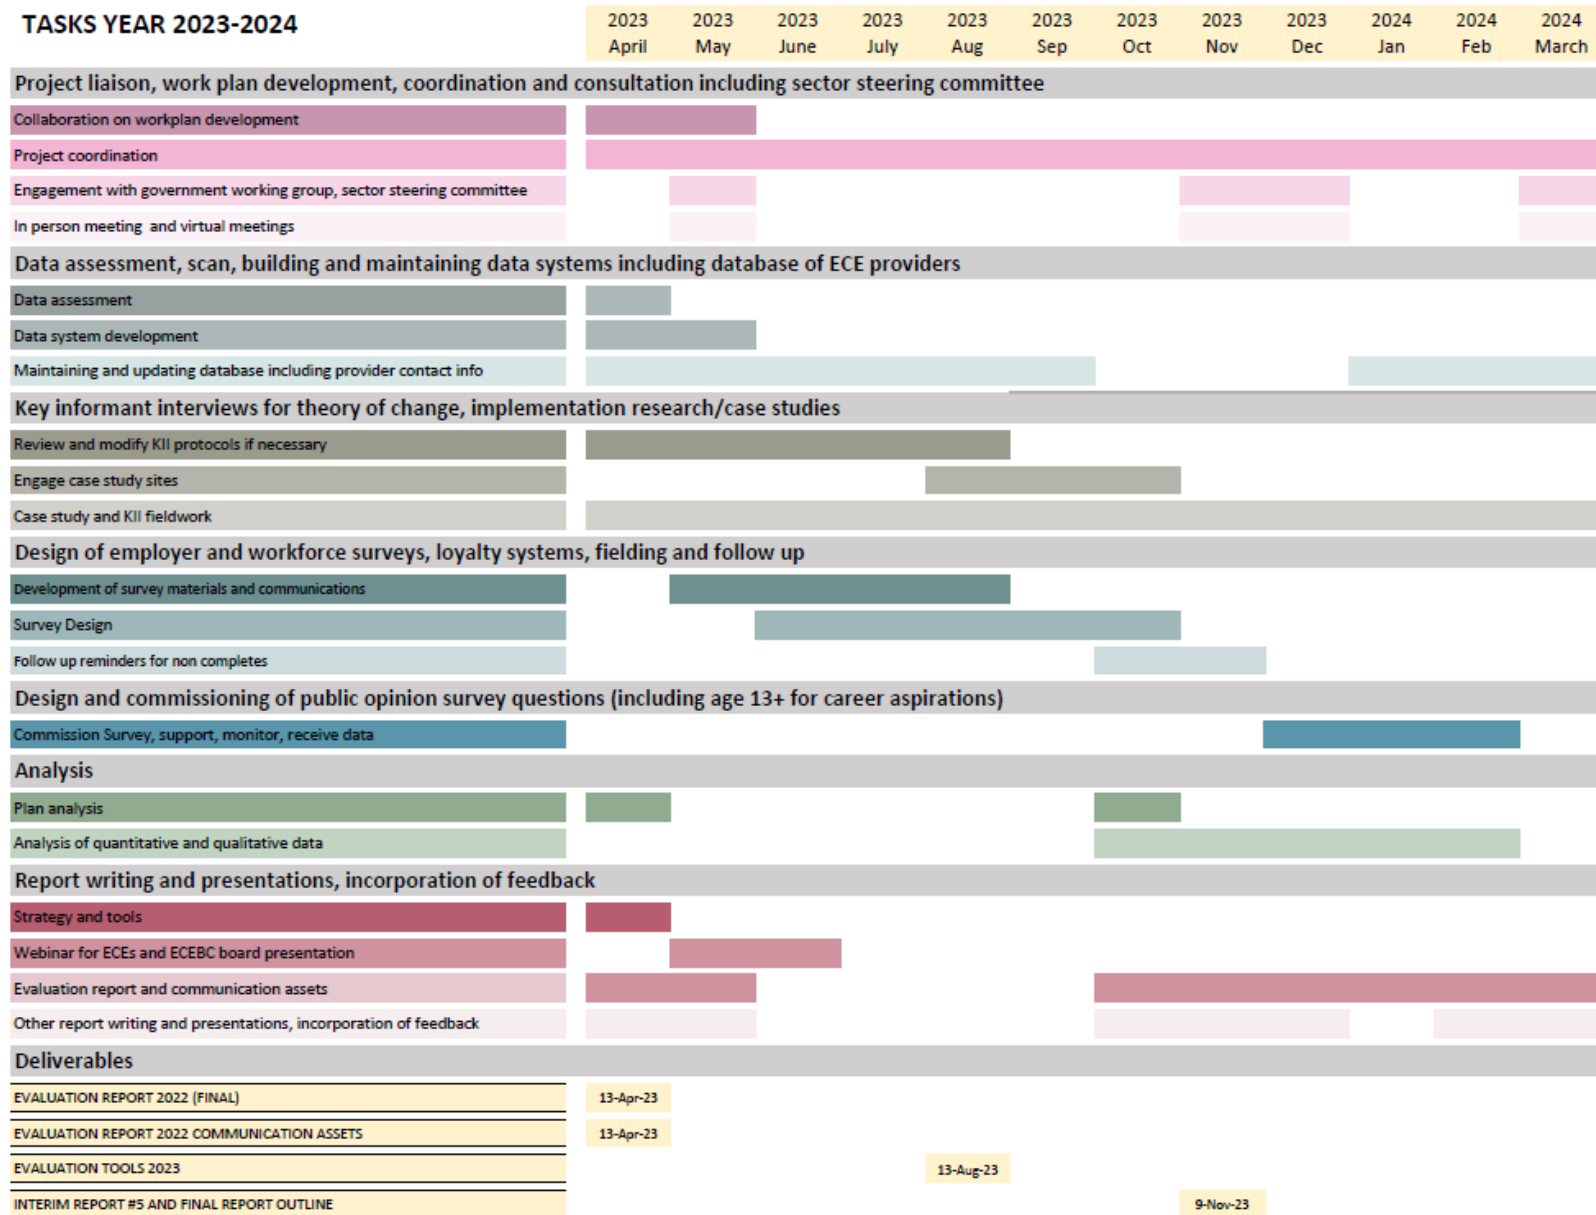 TASKS YEAR 2023-2024
2023 2023 2023 2023 2023 2023 2023 2023 2023 2024 2024 2024
April May June July Aug Sep Oct Nov Dec Jan Feb March
Project liaison, work plan development, coordination and consultation including sector steering committee
Collaboration on workplan development
Project coordination
Engagement with government working group, sector steering committee
In person meeting and virtual meetings
Data assessment, scan, building and maintaining data systems including database of ECE providers
Data assessment
Data system development
Maintaining and updating database including provider contact info
Key informant interviews for theory of change, implementation research/case studies
Review and modify KII protocols if necessary
Engage case study sites
Case study and KII fieldwork
Design of employer and workforce surveys, loyalty systems, fielding and follow up
Development of survey materials and communications
Survey Design
Follow up reminders for non completes
Design and commissioning of public opinion survey questions (including age 13+ for career aspirations)
Commission Survey, support, monitor, receive data
Analysis
Plan analysis
Analysis of quantitative and qualitative data
Report writing and presentations, incorporation of feedback
Strategy and tools
Webinar for ECEs and ECEBC board presentation
Evaluation report and communication assets
Other report writing and presentations, incorporation of feedback
Deliverables
EVALUATION REPORT 2022 (FINAL) 13-Apr-23
EVALUATION REPORT 2022 COMMUNICATION ASSETS 13-Apr-23
EVALUATION TOOLS 2023 13-Aug-23
INTERIM REPORT #5 AND FINAL REPORT OUTLINE 9-Nov-23